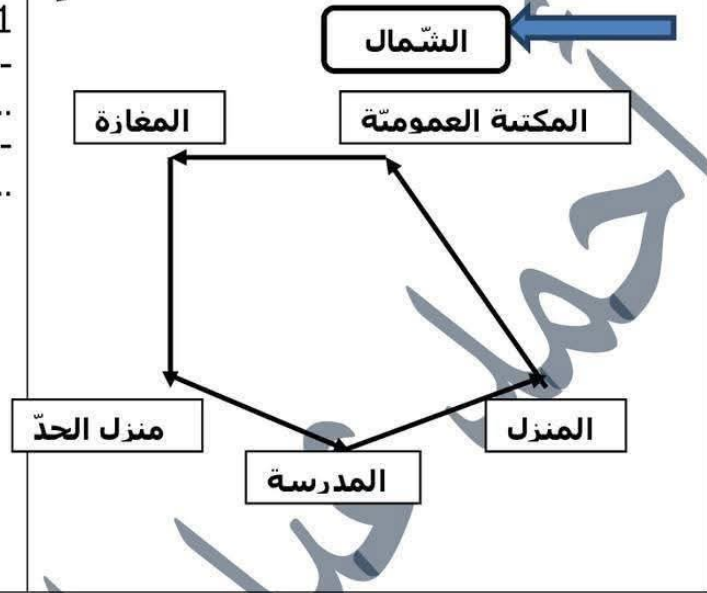 الشّمال
المكتبة العموميّة
المغازة
المنزل
منزل الجدّ
المدرسة